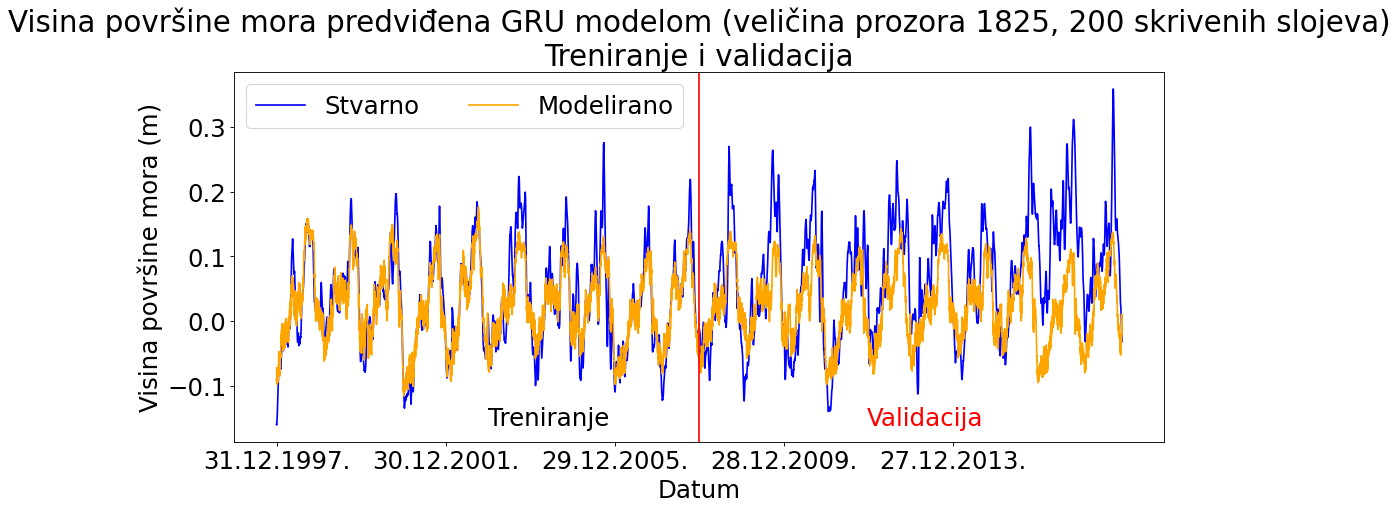 Visina površine mora predviđena GRU modelom (veličina prozora 1825, 200 skrivenih slojeva)
Treniranje i validacija
Stvarno
Modelirano
Visina površine mora (m)
0.3
0.2
0.1
0.0
−0.1
Treniranje
Validacija
31.12.1997.
30.12.2001.
29.12.2005.
28.12.2009.
27.12.2013.
Datum